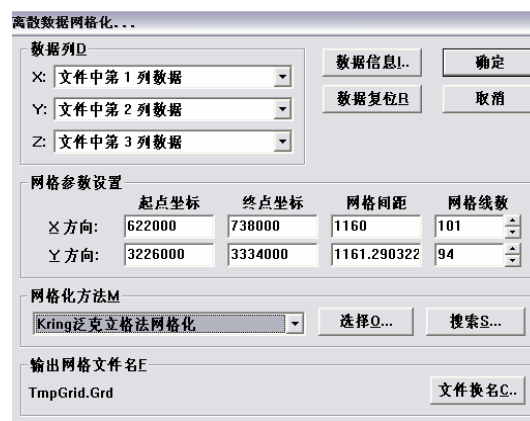 离散数据网格化...
数据列D
X: 文件中第 1 列数据
Y: 文件中第 2 列数据
Z: 文件中第 3 列数据
数据信息I..
确定
数据复位R
取消
网格参数设置
起点坐标 终点坐标 网格间距 网格线数
X 方向: 622000 738000 1160 101
Y 方向: 3226000 3334000 1161.290322 94
网格化方法M
Kring泛克立格法网格化
选择O...
搜索S...
输出网格文件名F
TmpGrid.Grd
文件换名C..